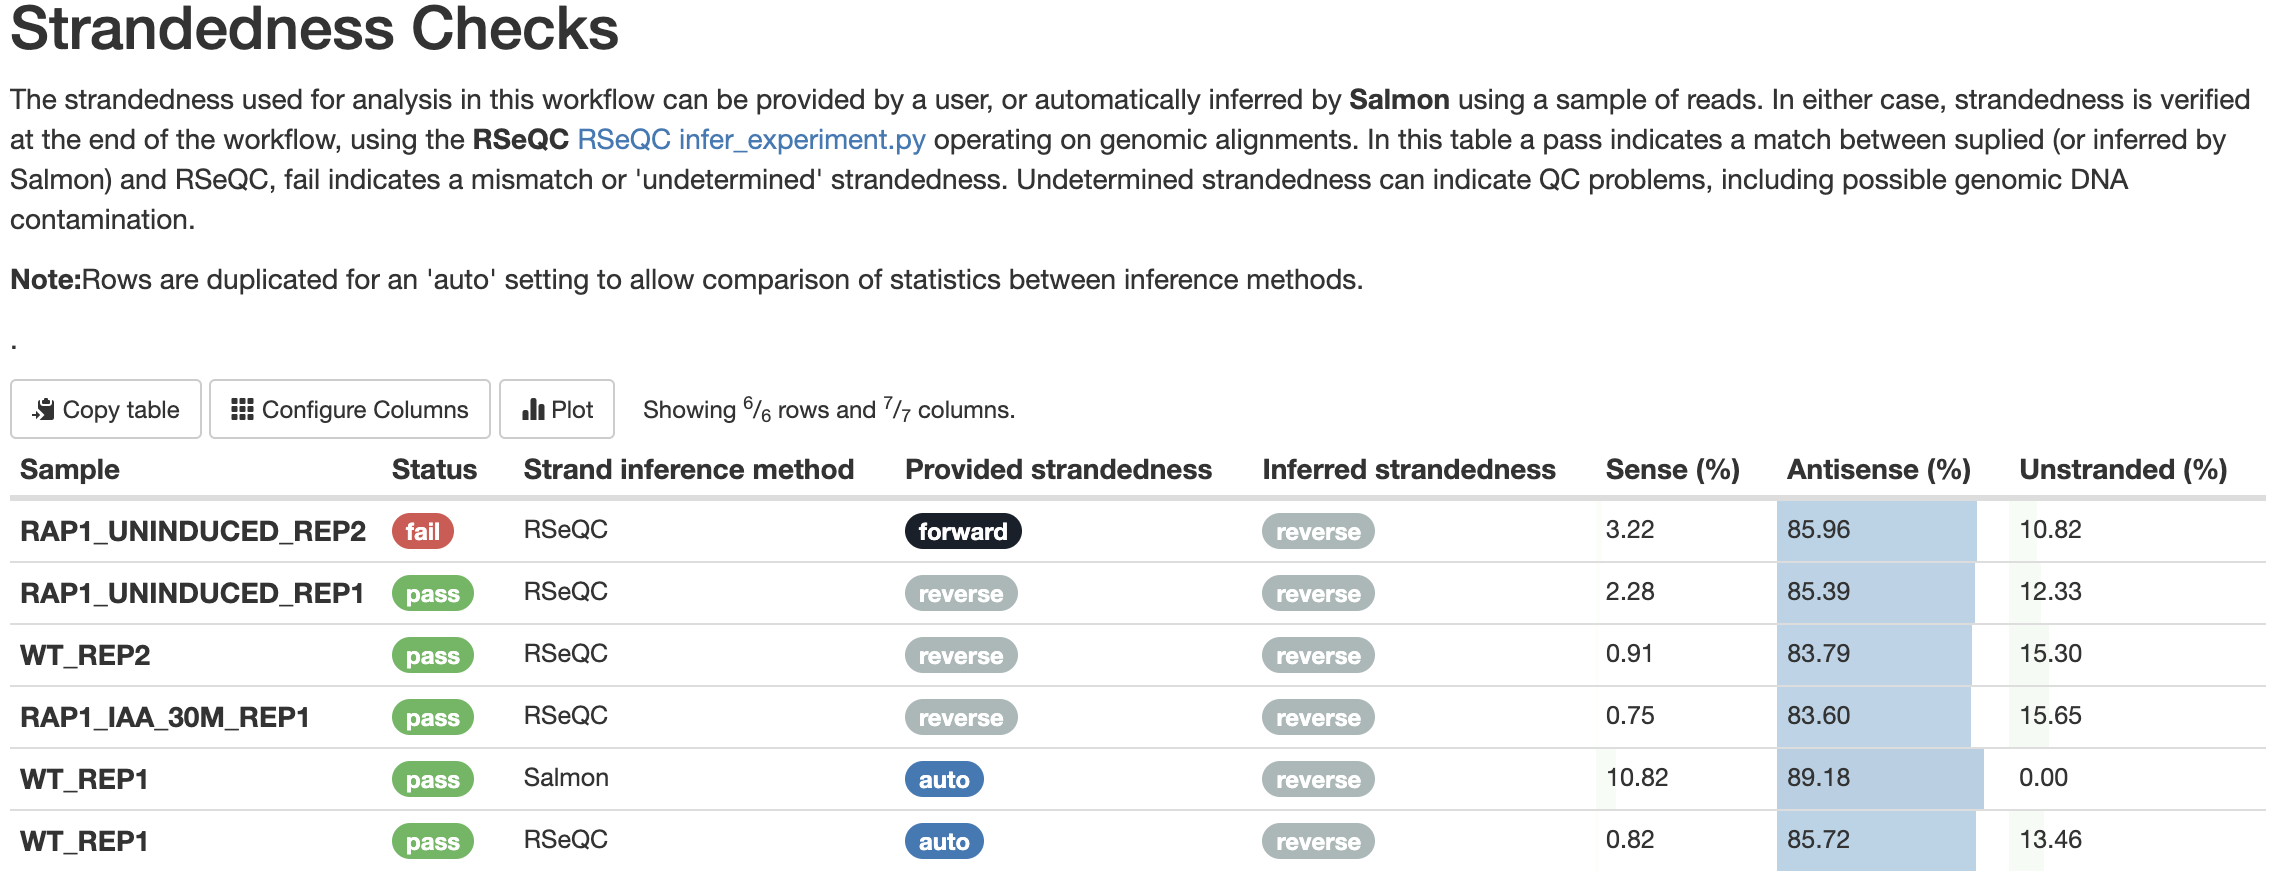 Strandedness Checks
The strandedness used for analysis in this workflow can be provided by a user, or automatically inferred by Salmon using a sample of reads. In either case, strandedness is verified
at the end of the workflow, using the RSeQC RSeQC infer_experiment.py operating on genomic alignments. In this table a pass indicates a match between suplied (or inferred by
Salmon) and RSeQC, fail indicates a mismatch or 'undetermined' strandedness. Undetermined strandedness can indicate QC problems, including possible genomic DNA
contamination.
Note:Rows are duplicated for an 'auto' setting to allow comparison of statistics between inference methods.
.
Copy table Configure Columns Plot Showing 6/6 rows and 7/7 columns.
Sample Status Strand inference method Provided strandedness Inferred strandedness Sense (%) Antisense (%) Unstranded (%)
RAP1_UNINDUCED_REP2 fail RSeQC forward reverse 3.22 85.96 10.82
RAP1_UNINDUCED_REP1 pass RSeQC reverse reverse 2.28 85.39 12.33
WT_REP2 pass RSeQC reverse reverse 0.91 83.79 15.30
RAP1_IAA_30M_REP1 pass RSeQC reverse reverse 0.75 83.60 15.65
WT_REP1 pass Salmon auto reverse 10.82 89.18 0.00
WT_REP1 pass RSeQC auto reverse 0.82 85.72 13.46